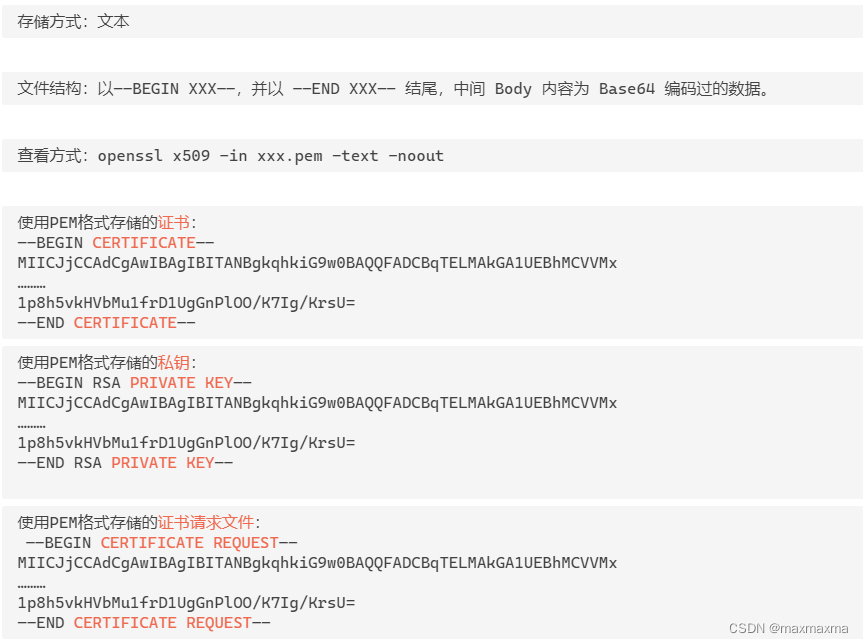 存储方式：文本
文件结构：以——BEGIN XXX——，并以 ——END XXX—— 结尾，中间 Body 内容为 Base64 编码过的数据。
查看方式：openssl x509 -in xxx.pem -text -noout
使用PEM格式存储的证书：
——BEGIN CERTIFICATE——
MIICJjCCAdCgAwIBAgIBITANBgkqhkiG9w0BAQQFADCBqTELMAkGA1UEBhMCVVMx
………
1p8h5vkHVbMu1frD1UgGnPlOO/K7Ig/KrsU=
——END CERTIFICATE——
使用PEM格式存储的私钥：
——BEGIN RSA PRIVATE KEY——
MIICJjCCAdCgAwIBAgIBITANBgkqhkiG9w0BAQQFADCBqTELMAkGA1UEBhMCVVMx
………
1p8h5vkHVbMu1frD1UgGnPlOO/K7Ig/KrsU=
——END RSA PRIVATE KEY——
使用PEM格式存储的证书请求文件：
——BEGIN CERTIFICATE REQUEST——
MIICJjCCAdCgAwIBAgIBITANBgkqhkiG9w0BAQQFADCBqTELMAkGA1UEBhMCVVMx
………
1p8h5vkHVbMu1frD1UgGnPlOO/K7Ig/KrsU=
——END CERTIFICATE REQUEST——
CSDN @maxmaxma